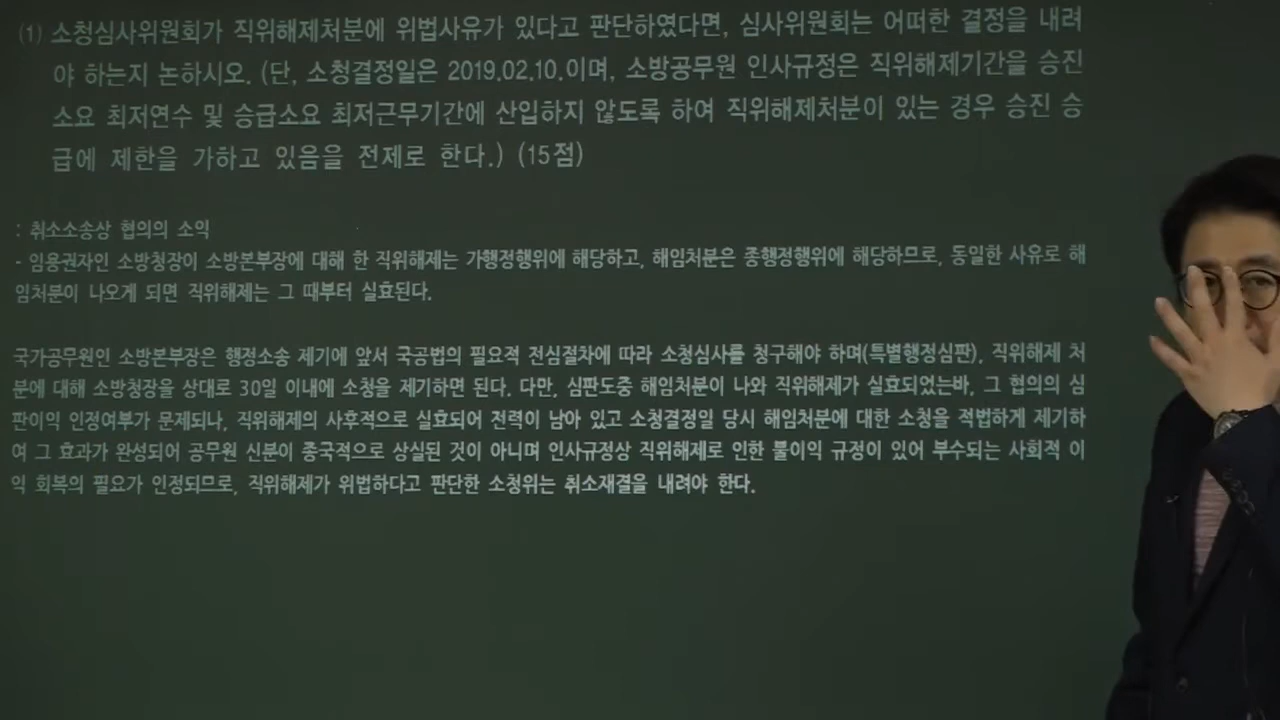 (1) 소청심사위원회가 직위해제처분에 위법사유가 있다고 판단하였다면, 심사위원회는 어떠한 결정을 내려
야 하는지 논하시오. (단, 소청결정일은 2019.02.10.이며, 소방공무원 인사규정은 직위해제기간을 승진
소요 최저연수 및 승급소요 최저근무기간에 산입하지 않도록 하여 직위해제처분이 있는 경우 승진 승
급에 제한을 가하고 있음을 전제로 한다.) (15점)
: 취소소송상 협의의 소익
- 임용권자인 소방청장이 소방본부장에 대해 한 직위해제는 가행정행위에 해당하고, 해임처분은 종행정행위에 해당하므로, 동일한 사유로 해
임처분이 나오게 되면 직위해제는 그 때부터 실효된다.
국가공무원인 소방본부장은 행정소송 제기에 앞서 국공법의 필요적 전심절차에 따라 소청심사를 청구해야 하며(특별행정심판), 직위해제 처
분에 대해 소방청장을 상대로 30일 이내에 소청을 제기하면 된다. 다만, 심판도중 해임처분이 나와 직위해제가 실효되었는바, 그 협의의 심
판이익 인정여부가 문제되나, 직위해제의 사후적으로 실효되어 전력이 남아 있고 소청결정일 당시 해임처분에 대한 소청을 적법하게 제기하
여 그 효과가 완성되어 공무원 신분이 종국적으로 상실된 것이 아니며 인사규정상 직위해제로 인한 불이익 규정이 있어 부수되는 사회적 이
익 회복의 필요가 인정되므로, 직위해제가 위법하다고 판단한 소청위는 취소재결을 내려야 한다.